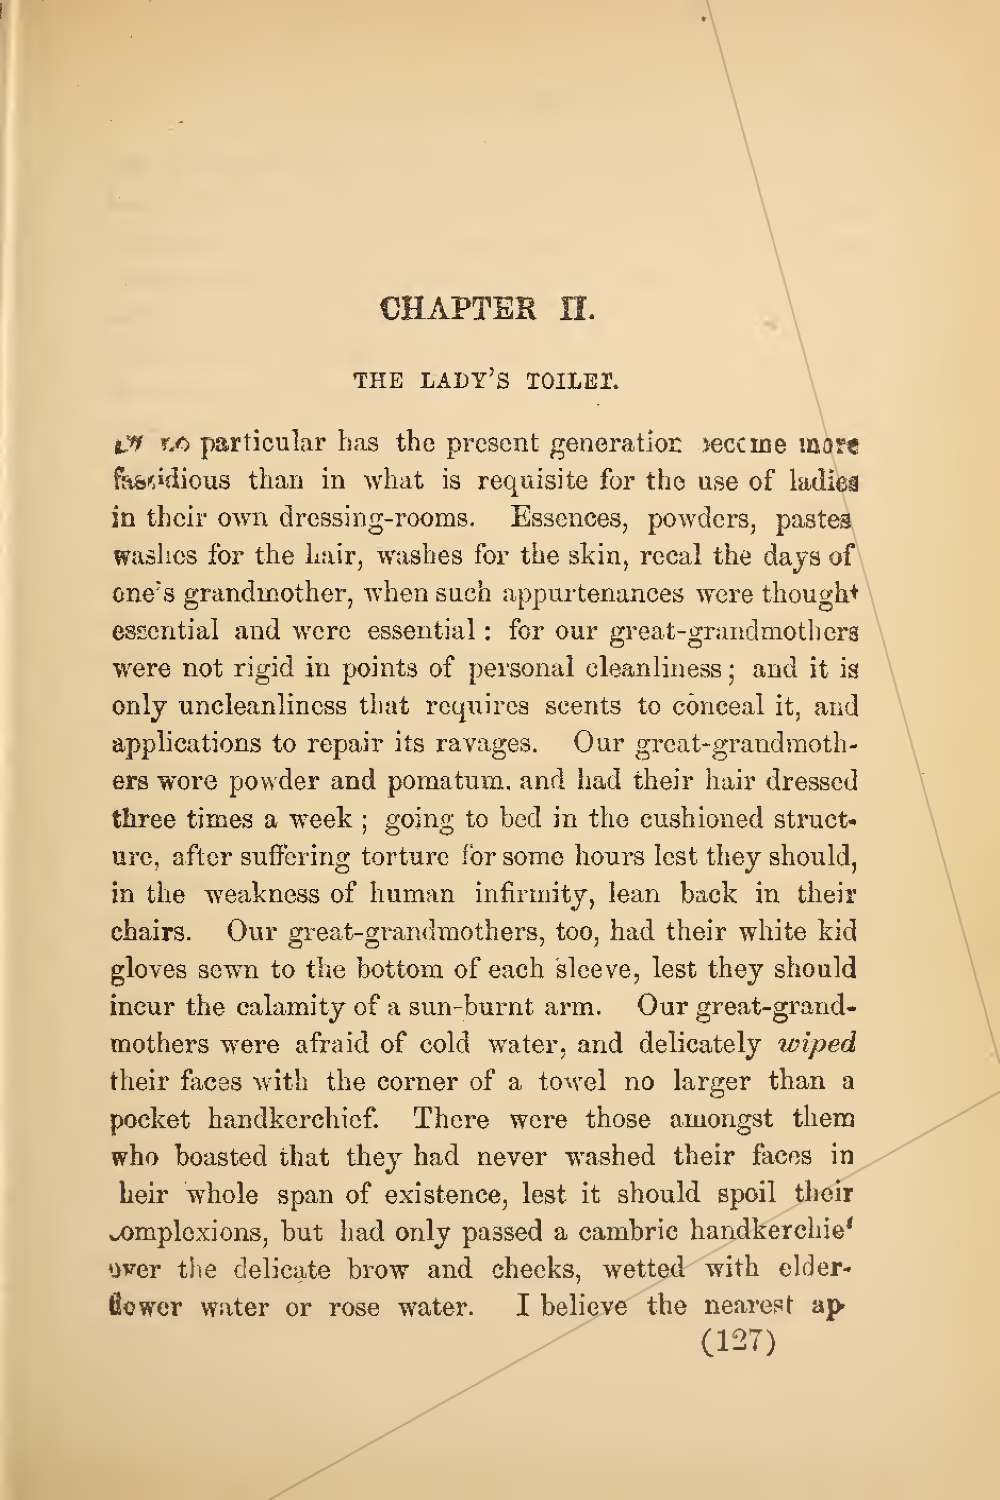 CHAPTER II.
THE LADY'S TOILET.
In no particular has the present generation become more
fastidious than in what is requisite for the use of ladies
in their own dressing-rooms. Essences, powders, pastes
washes for the hair, washes for the skin, recal the days of
one's grandmother, when such appurtenances were thought
essential and were essential: for our great-grandmothers
were not rigid in points of personal cleanliness; and it is
only uncleanliness that requires scents to conceal it, and
applications to repair its ravages. Our great-grandmoth-
ers wore powder and pomatum. and had their hair dressed
three times a week; going to bed in the cushioned struct-
ure, after suffering torture for some hours lest they should,
in the weakness of human infirmity, lean back in their
chairs. Our great-grandmothers, too, had their white kid
gloves sewn to the bottom of each sleeve, lest they should
incur the calamity of a sun-burnt arm. Our great-grand-
mothers were afraid of cold water, and delicately wiped
their faces with the corner of a towel no larger than a
pocket handkerchief. There were those amongst them
who boasted that they had never washed their faces in
heir whole span of existence, lest it should spoil their
complexions, but had only passed a cambric handkerchief
over the delicate brow and cheeks, wetted with elder-
flower water or rose water. I believe the nearest ap
(127)